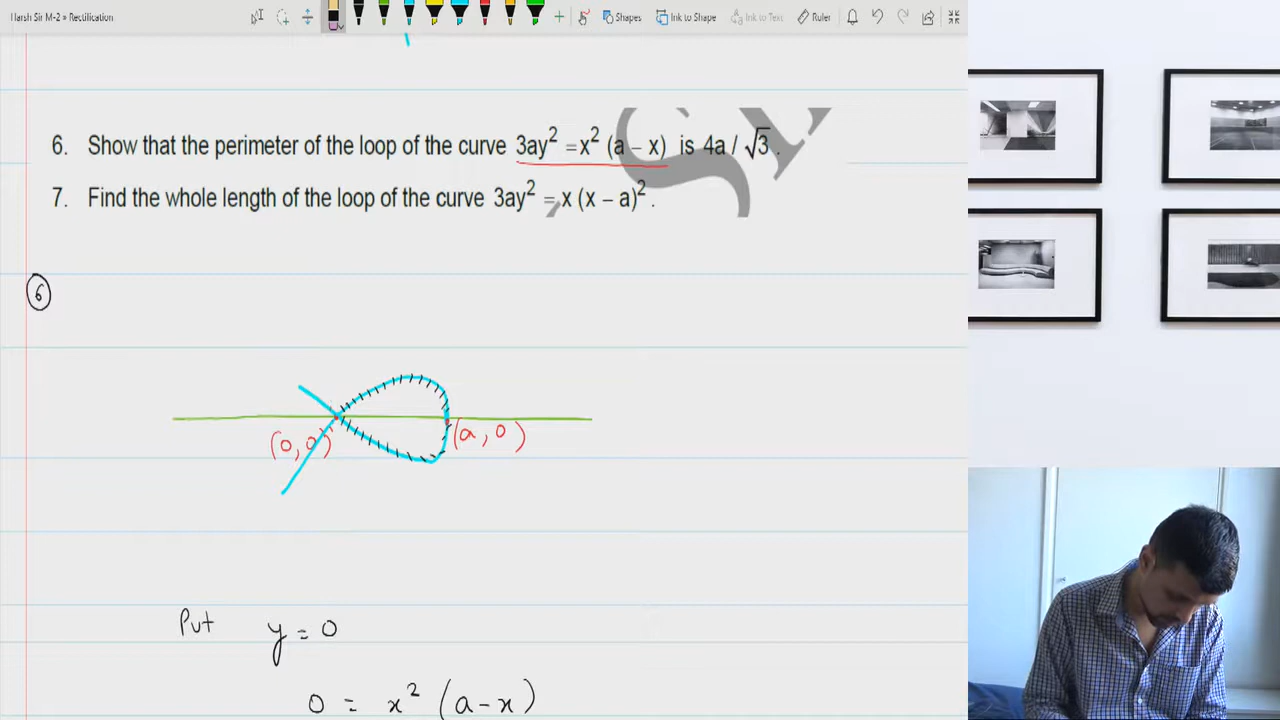 Harsh Sir M-2 » Rectification
Shapes
Ink to Shape
Ink to Text
Ruler
6. Show that the perimeter of the loop of the curve 3ay² = x² (a – x) is 4a / √3 .
7. Find the whole length of the loop of the curve 3ay² = x (x – a)² .
6
(0, 0)
(a, 0)
Put y = 0
0 = x² (a-x)